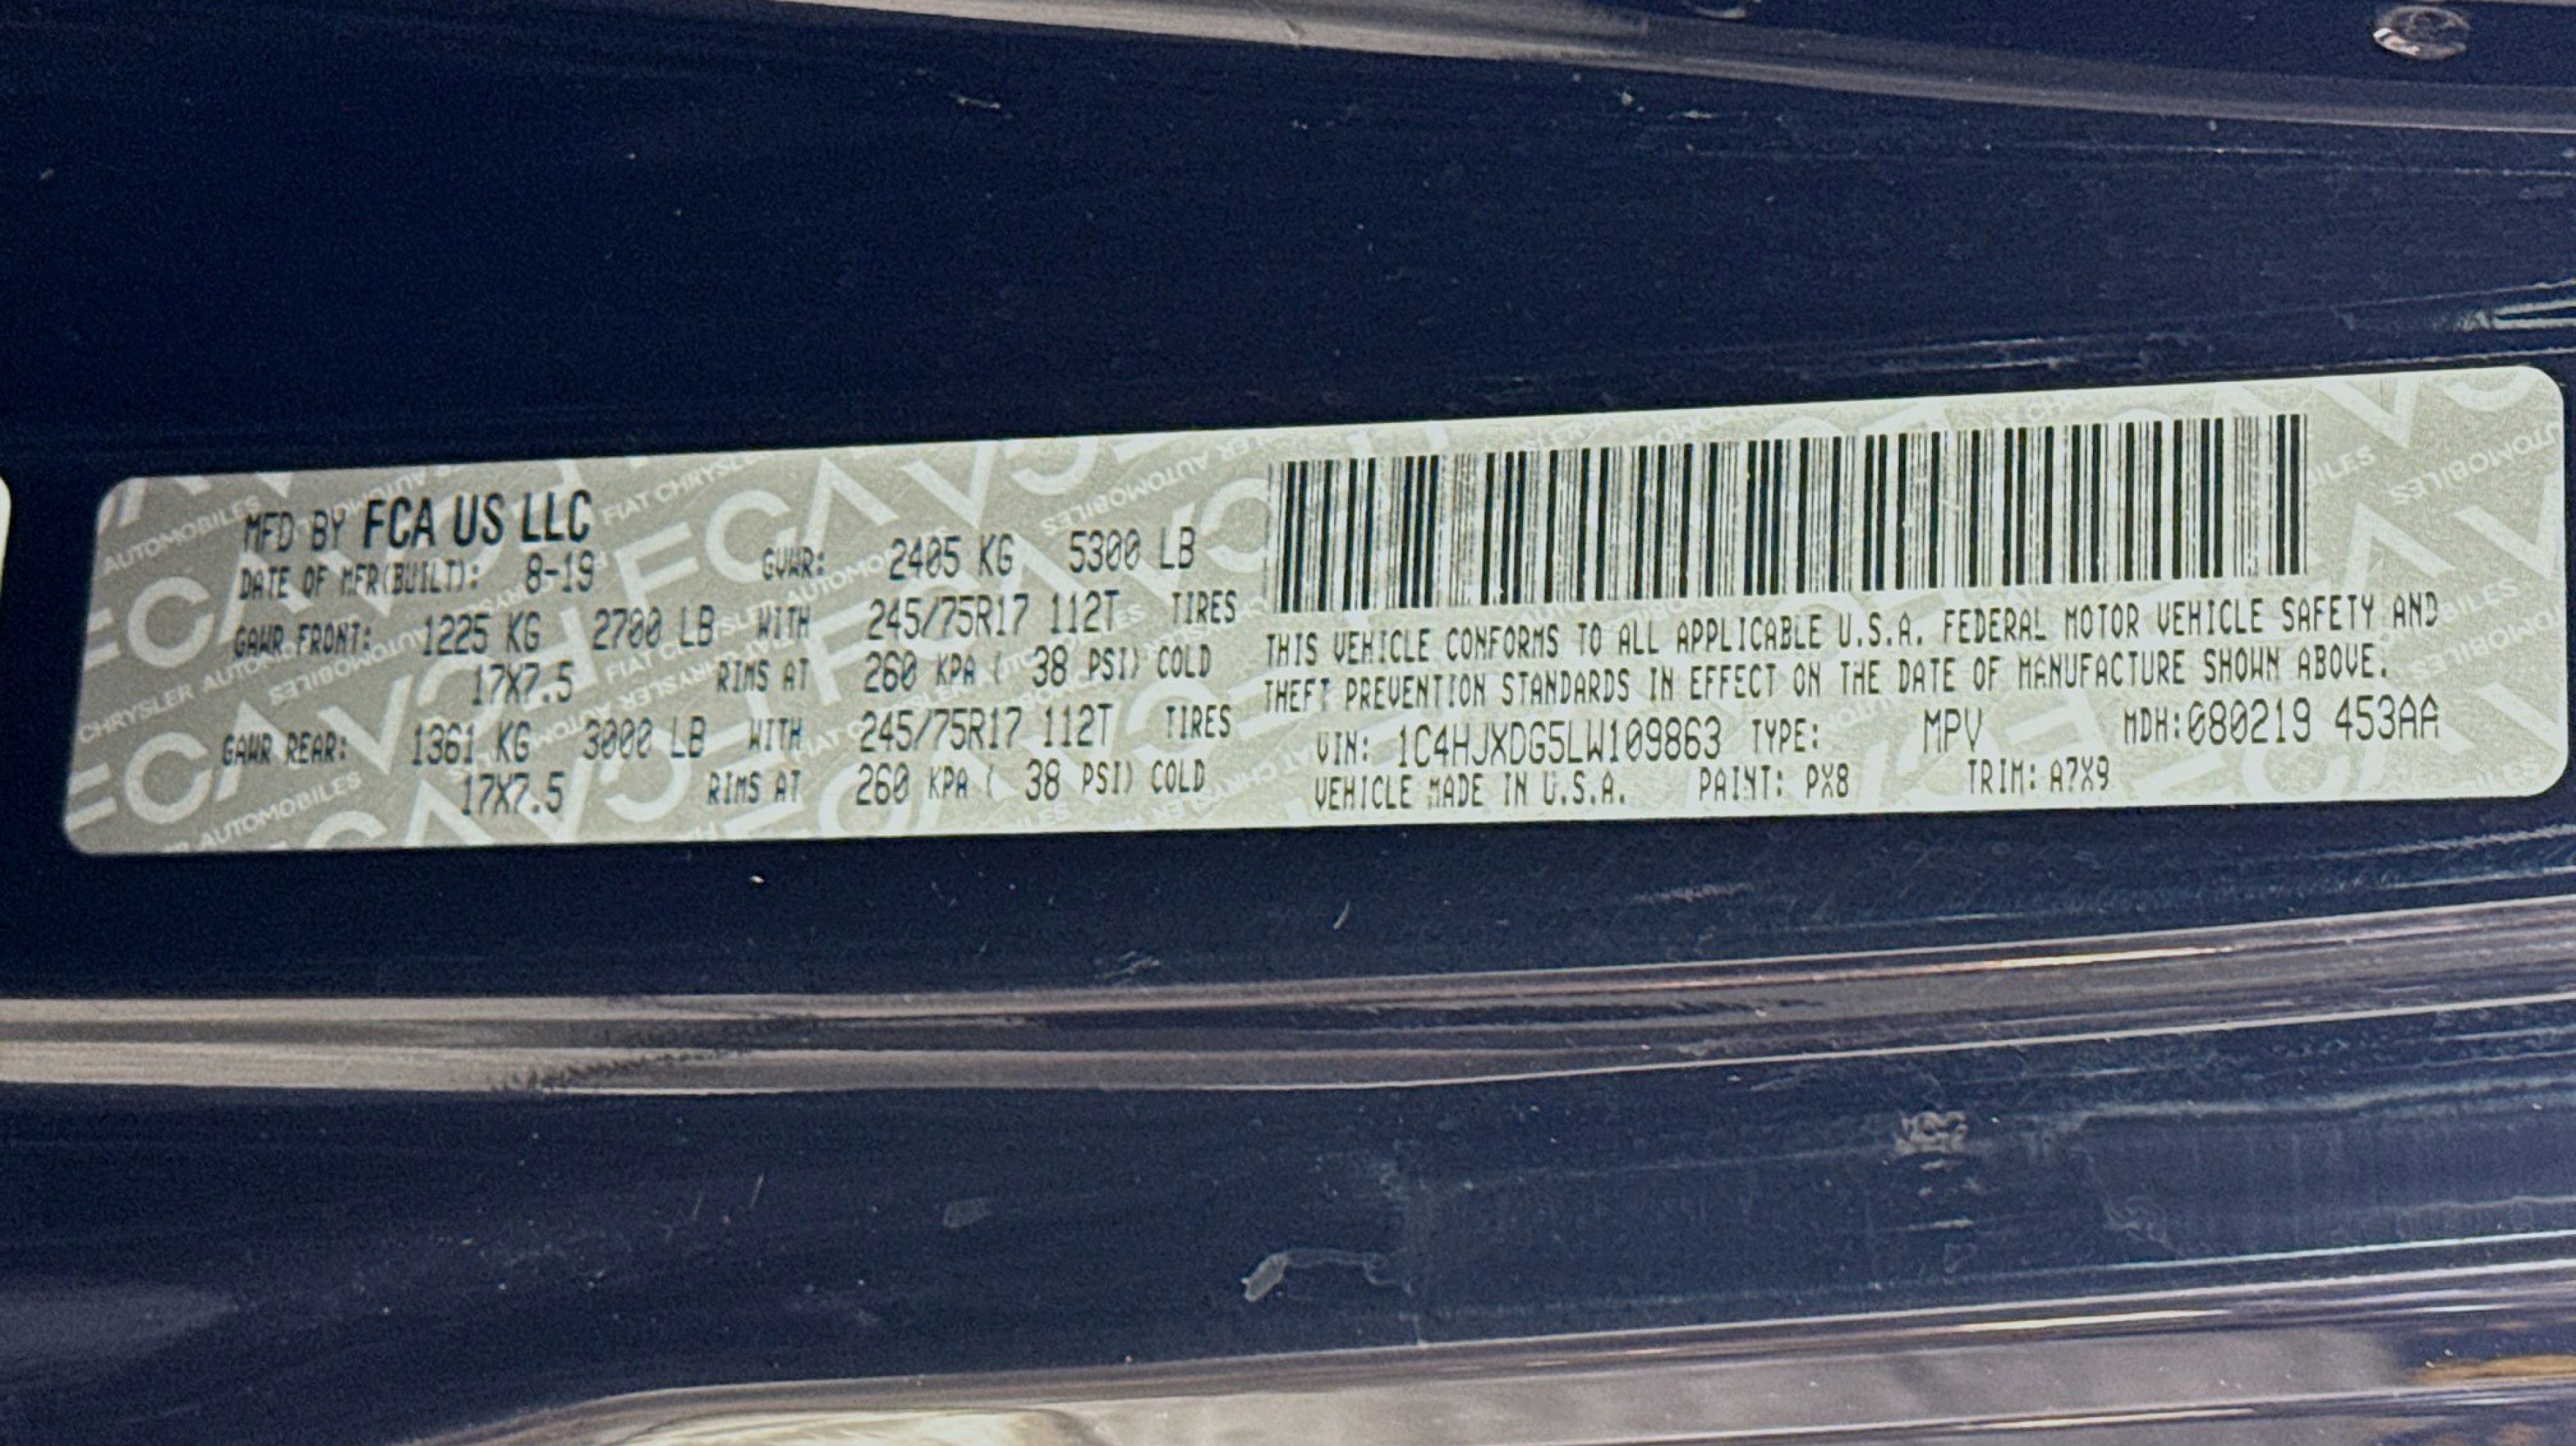 MFD BY FCA US LLC
DATE OF MFR(BUILT): 8-19 GVWR: 2405 KG 5300 LB
GAWR FRONT: 1225 KG 2700 LB WITH 245/75R17 112T TIRES
17X7.5 RIMS AT 260 KPA ( 38 PSI) COLD
GAWR REAR: 1361 KG 3000 LB WITH 245/75R17 112T TIRES
17X7.5 RIMS AT 260 KPA ( 38 PSI) COLD
THIS VEHICLE CONFORMS TO ALL APPLICABLE U.S.A. FEDERAL MOTOR VEHICLE SAFETY AND
THEFT PREVENTION STANDARDS IN EFFECT ON THE DATE OF MANUFACTURE SHOWN ABOVE.
VIN: 1C4HJXDG5LW109863 TYPE: MPV MDH:080219 453AA
VEHICLE MADE IN U.S.A. PAINT: PX8 TRIM: A7X9